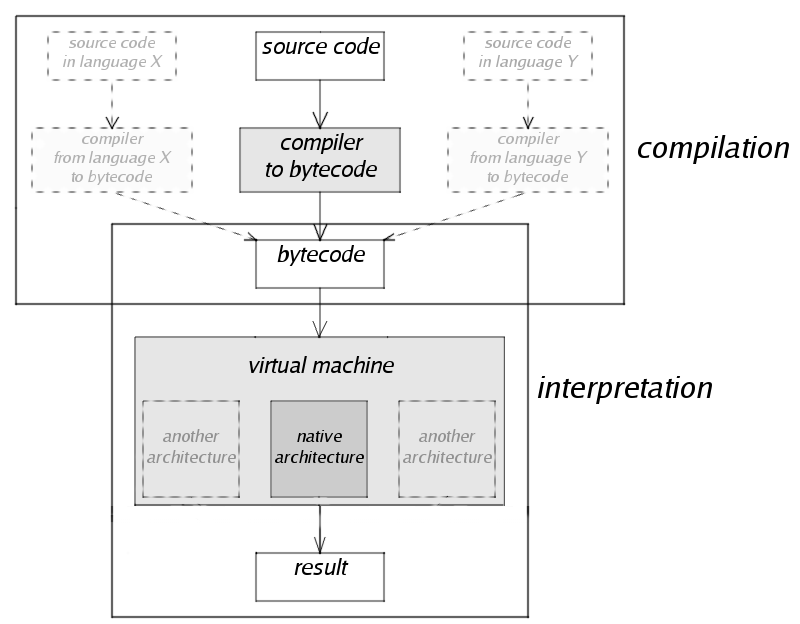 source code
in language X
source code
source code
in language Y
compiler
from language X
to bytecode
compiler
to bytecode
compiler
from language Y
to bytecode
compilation
bytecode
virtual machine
interpretation
another
architecture
native
architecture
another
architecture
result